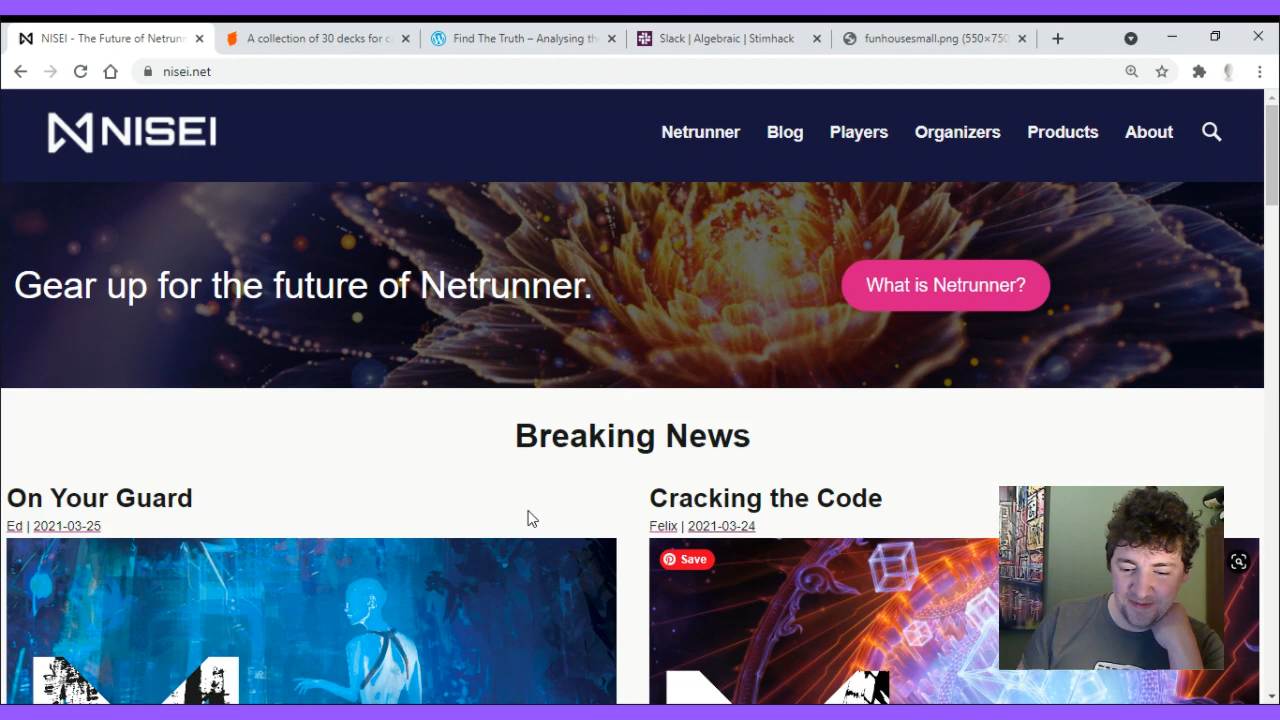 NISEI - The Future of Netrunn
A collection of 30 decks for c
Find The Truth – Analysing th
Slack | Algebraic | Stimhack
funhousesmall.png (550×750
nisei.net
NISEI
Netrunner
Blog
Players
Organizers
Products
About
Gear up for the future of Netrunner.
What is Netrunner?
Breaking News
On Your Guard
Ed | 2021-03-25
Cracking the Code
Felix | 2021-03-24
Save